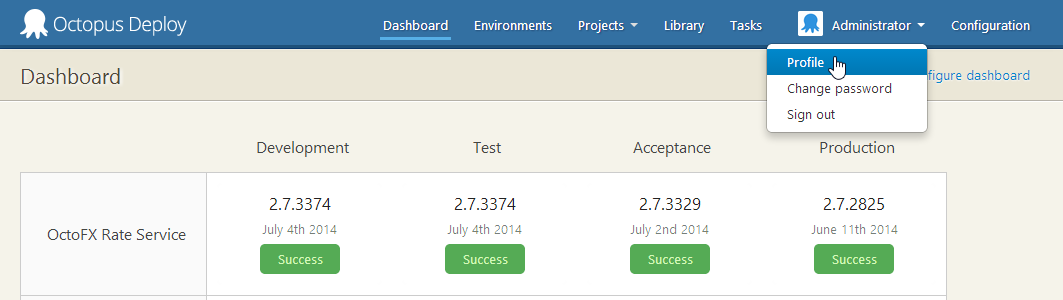 Octopus Deploy Dashboard Environments Projects Library Tasks Administrator Configuration
Profile
Dashboard
figure dashboard
Change password
Sign out
Development Test Acceptance Production
OctoFX Rate Service
2.7.3374 2.7.3374 2.7.3329 2.7.2825
July 4th 2014 July 4th 2014 July 2nd 2014 June 11th 2014
Success Success Success Success